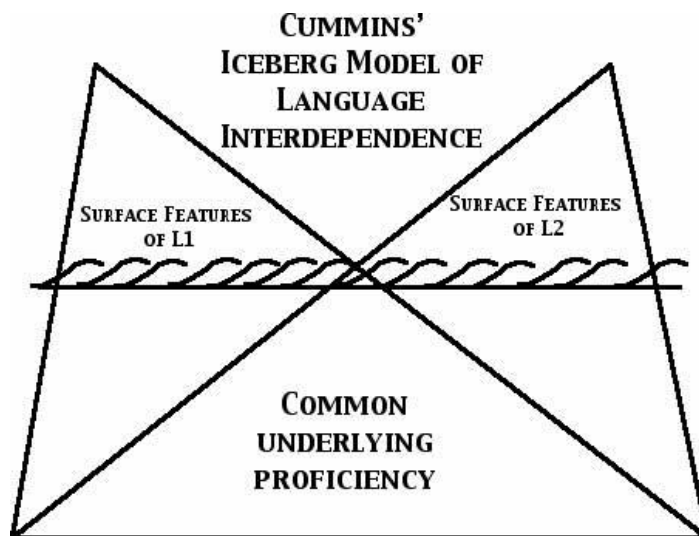 CUMMINS'
ICEBERG MODEL OF
LANGUAGE
INTERDEPENDENCE
SURFACE FEATURES
OF L1
SURFACE FEATURES
OF L2
COMMON
UNDERLYING
PROFICIENCY